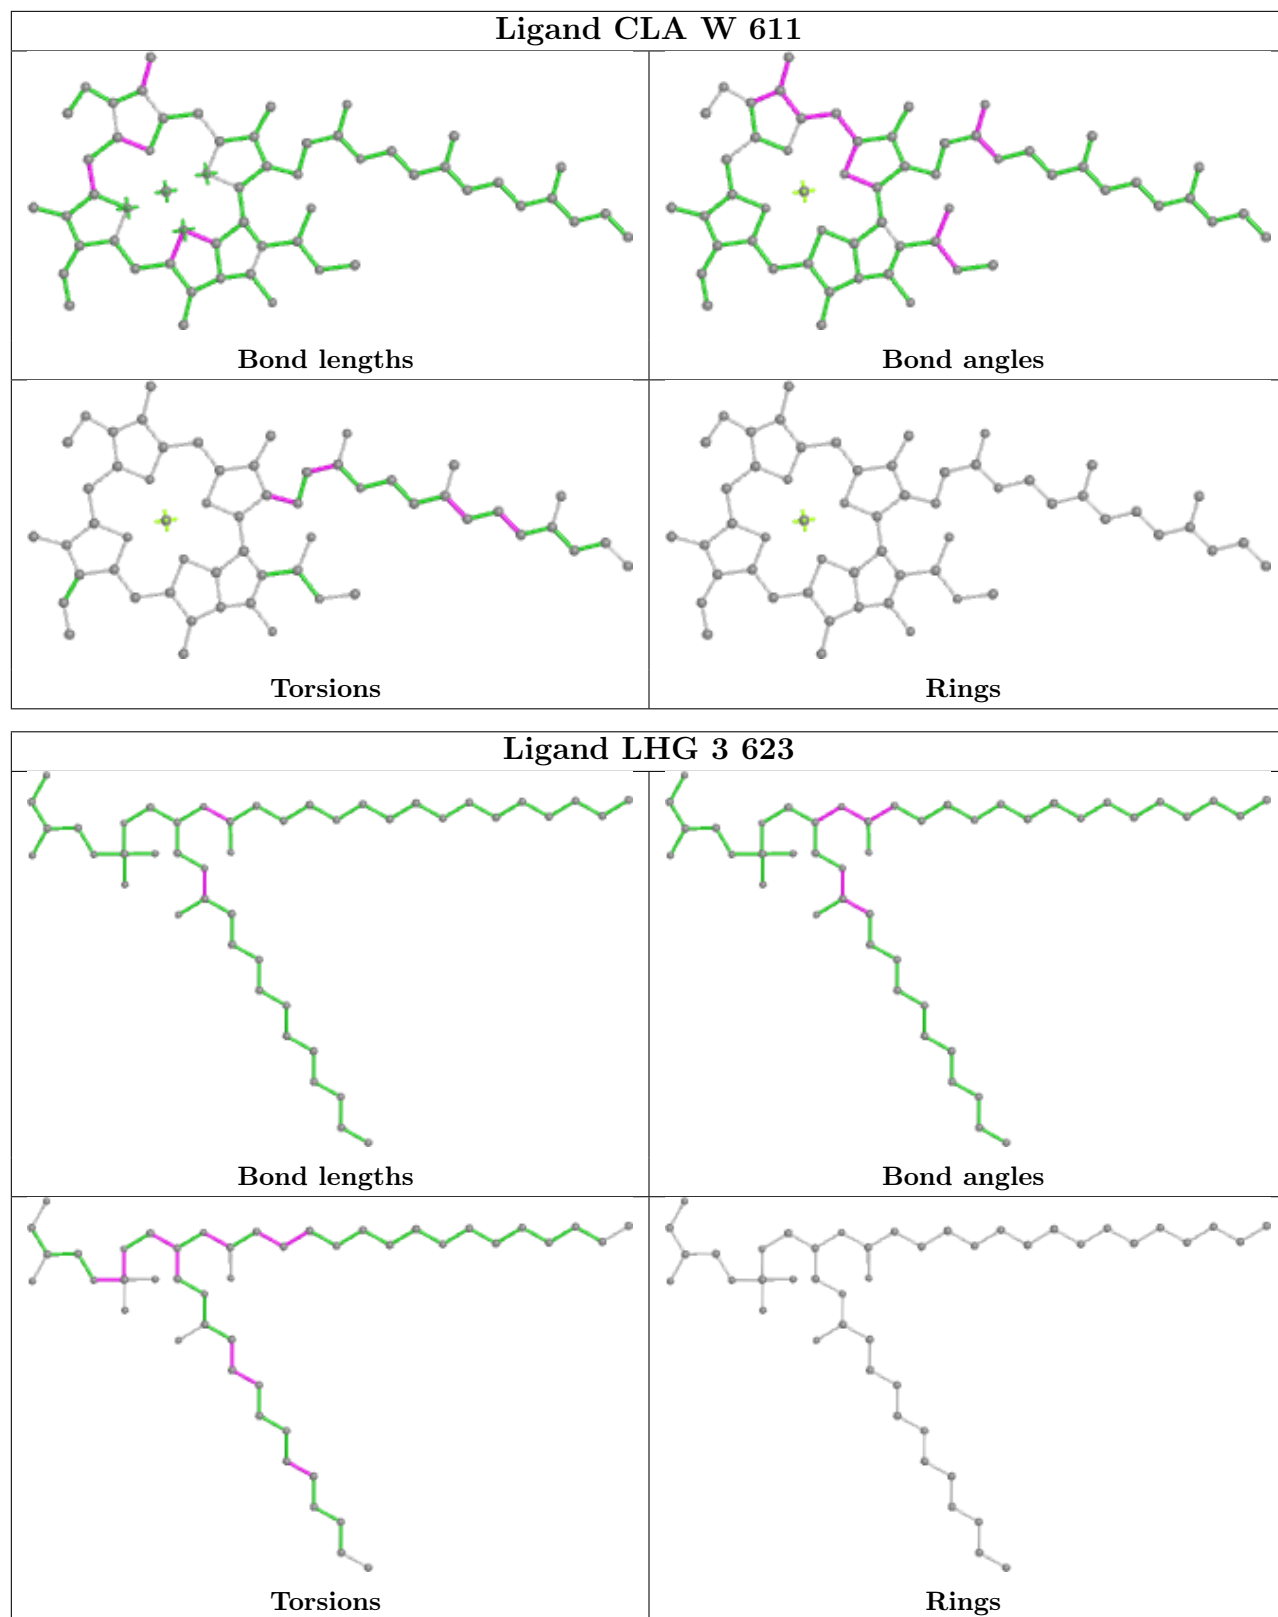 Ligand CLA W 611
Bond lengths
Bond angles
Torsions
Rings
Ligand LHG 3 623
Bond lengths
Bond angles
Torsions
Rings